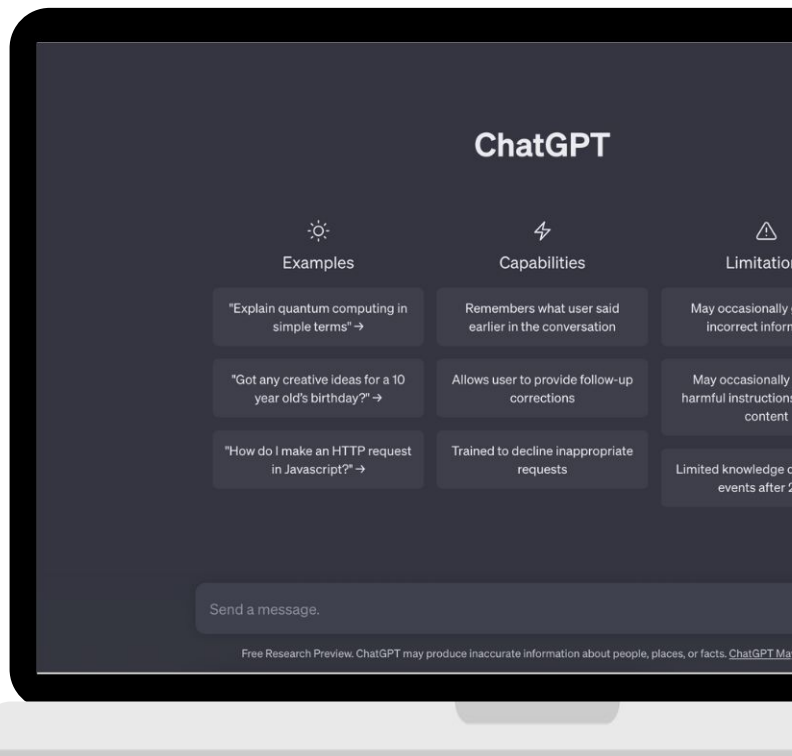 ChatGPT
Examples
"Explain quantum computing in
simple terms" →
"Got any creative ideas for a 10
year old's birthday?" →
"How do I make an HTTP request
in Javascript?" →
Capabilities
Remembers what user said
earlier in the conversation
Allows user to provide follow-up
corrections
Trained to decline inappropriate
requests
May occasionally
incorrect
May occasionally
harmful instructions
content
Limited knowledge
events after
Send a message.
Free Research Preview. ChatGPT may produce inaccurate information about people, places, or facts. ChatGPT